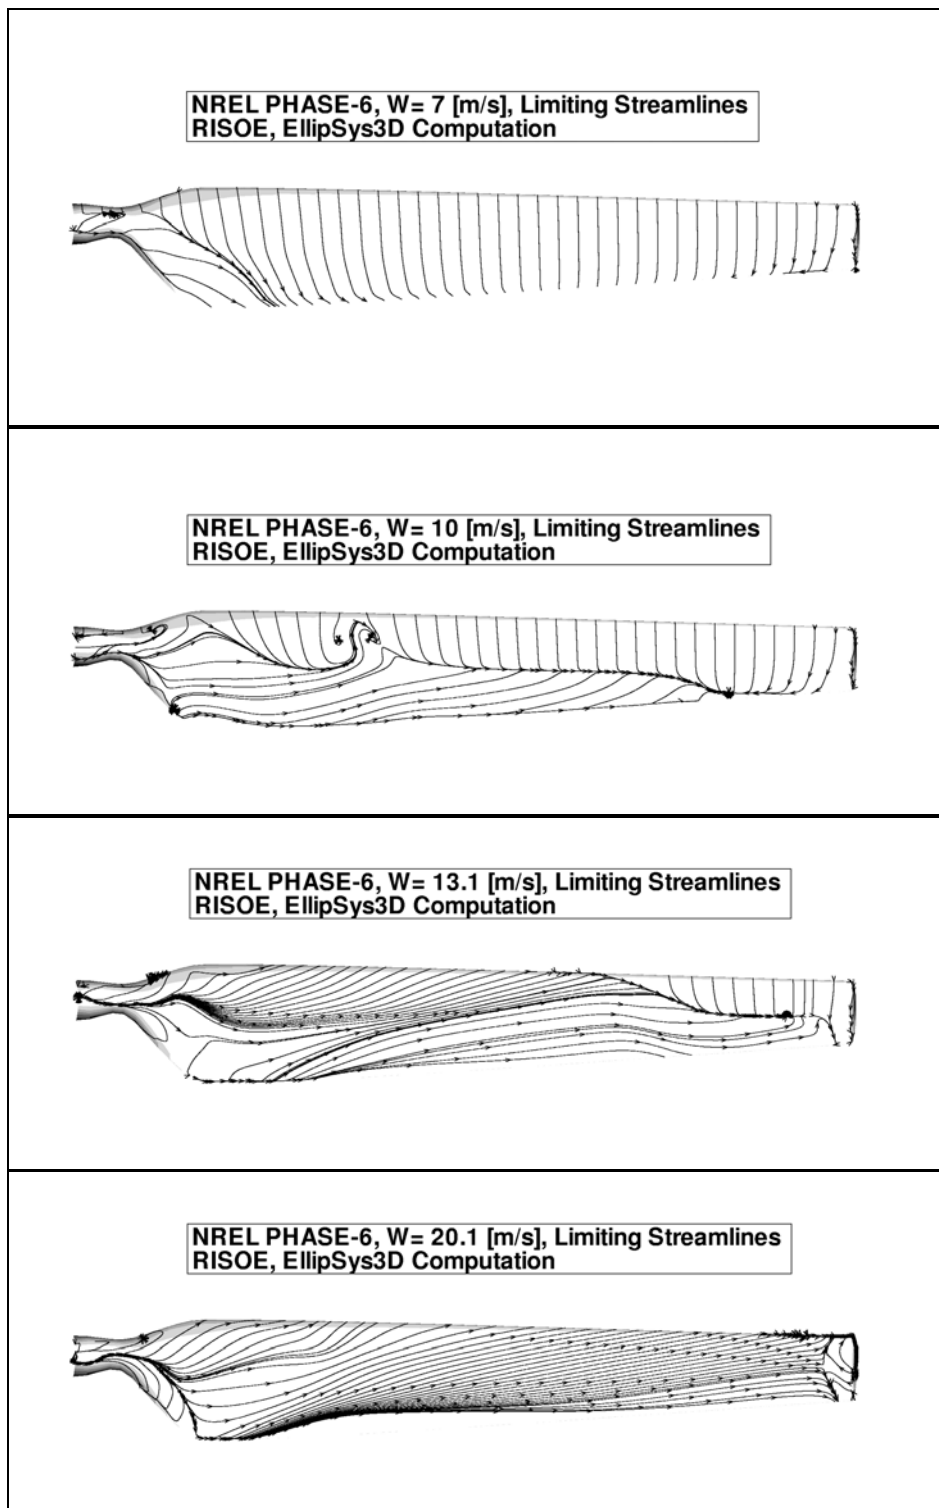 NREL PHASE-6, W= 7 [m/s], Limiting Streamlines
RISOE, EllipSys3D Computation
NREL PHASE-6, W= 10 [m/s], Limiting Streamlines
RISOE, EllipSys3D Computation
NREL PHASE-6, W= 13.1 [m/s], Limiting Streamlines
RISOE, EllipSys3D Computation
NREL PHASE-6, W= 20.1 [m/s], Limiting Streamlines
RISOE, EllipSys3D Computation